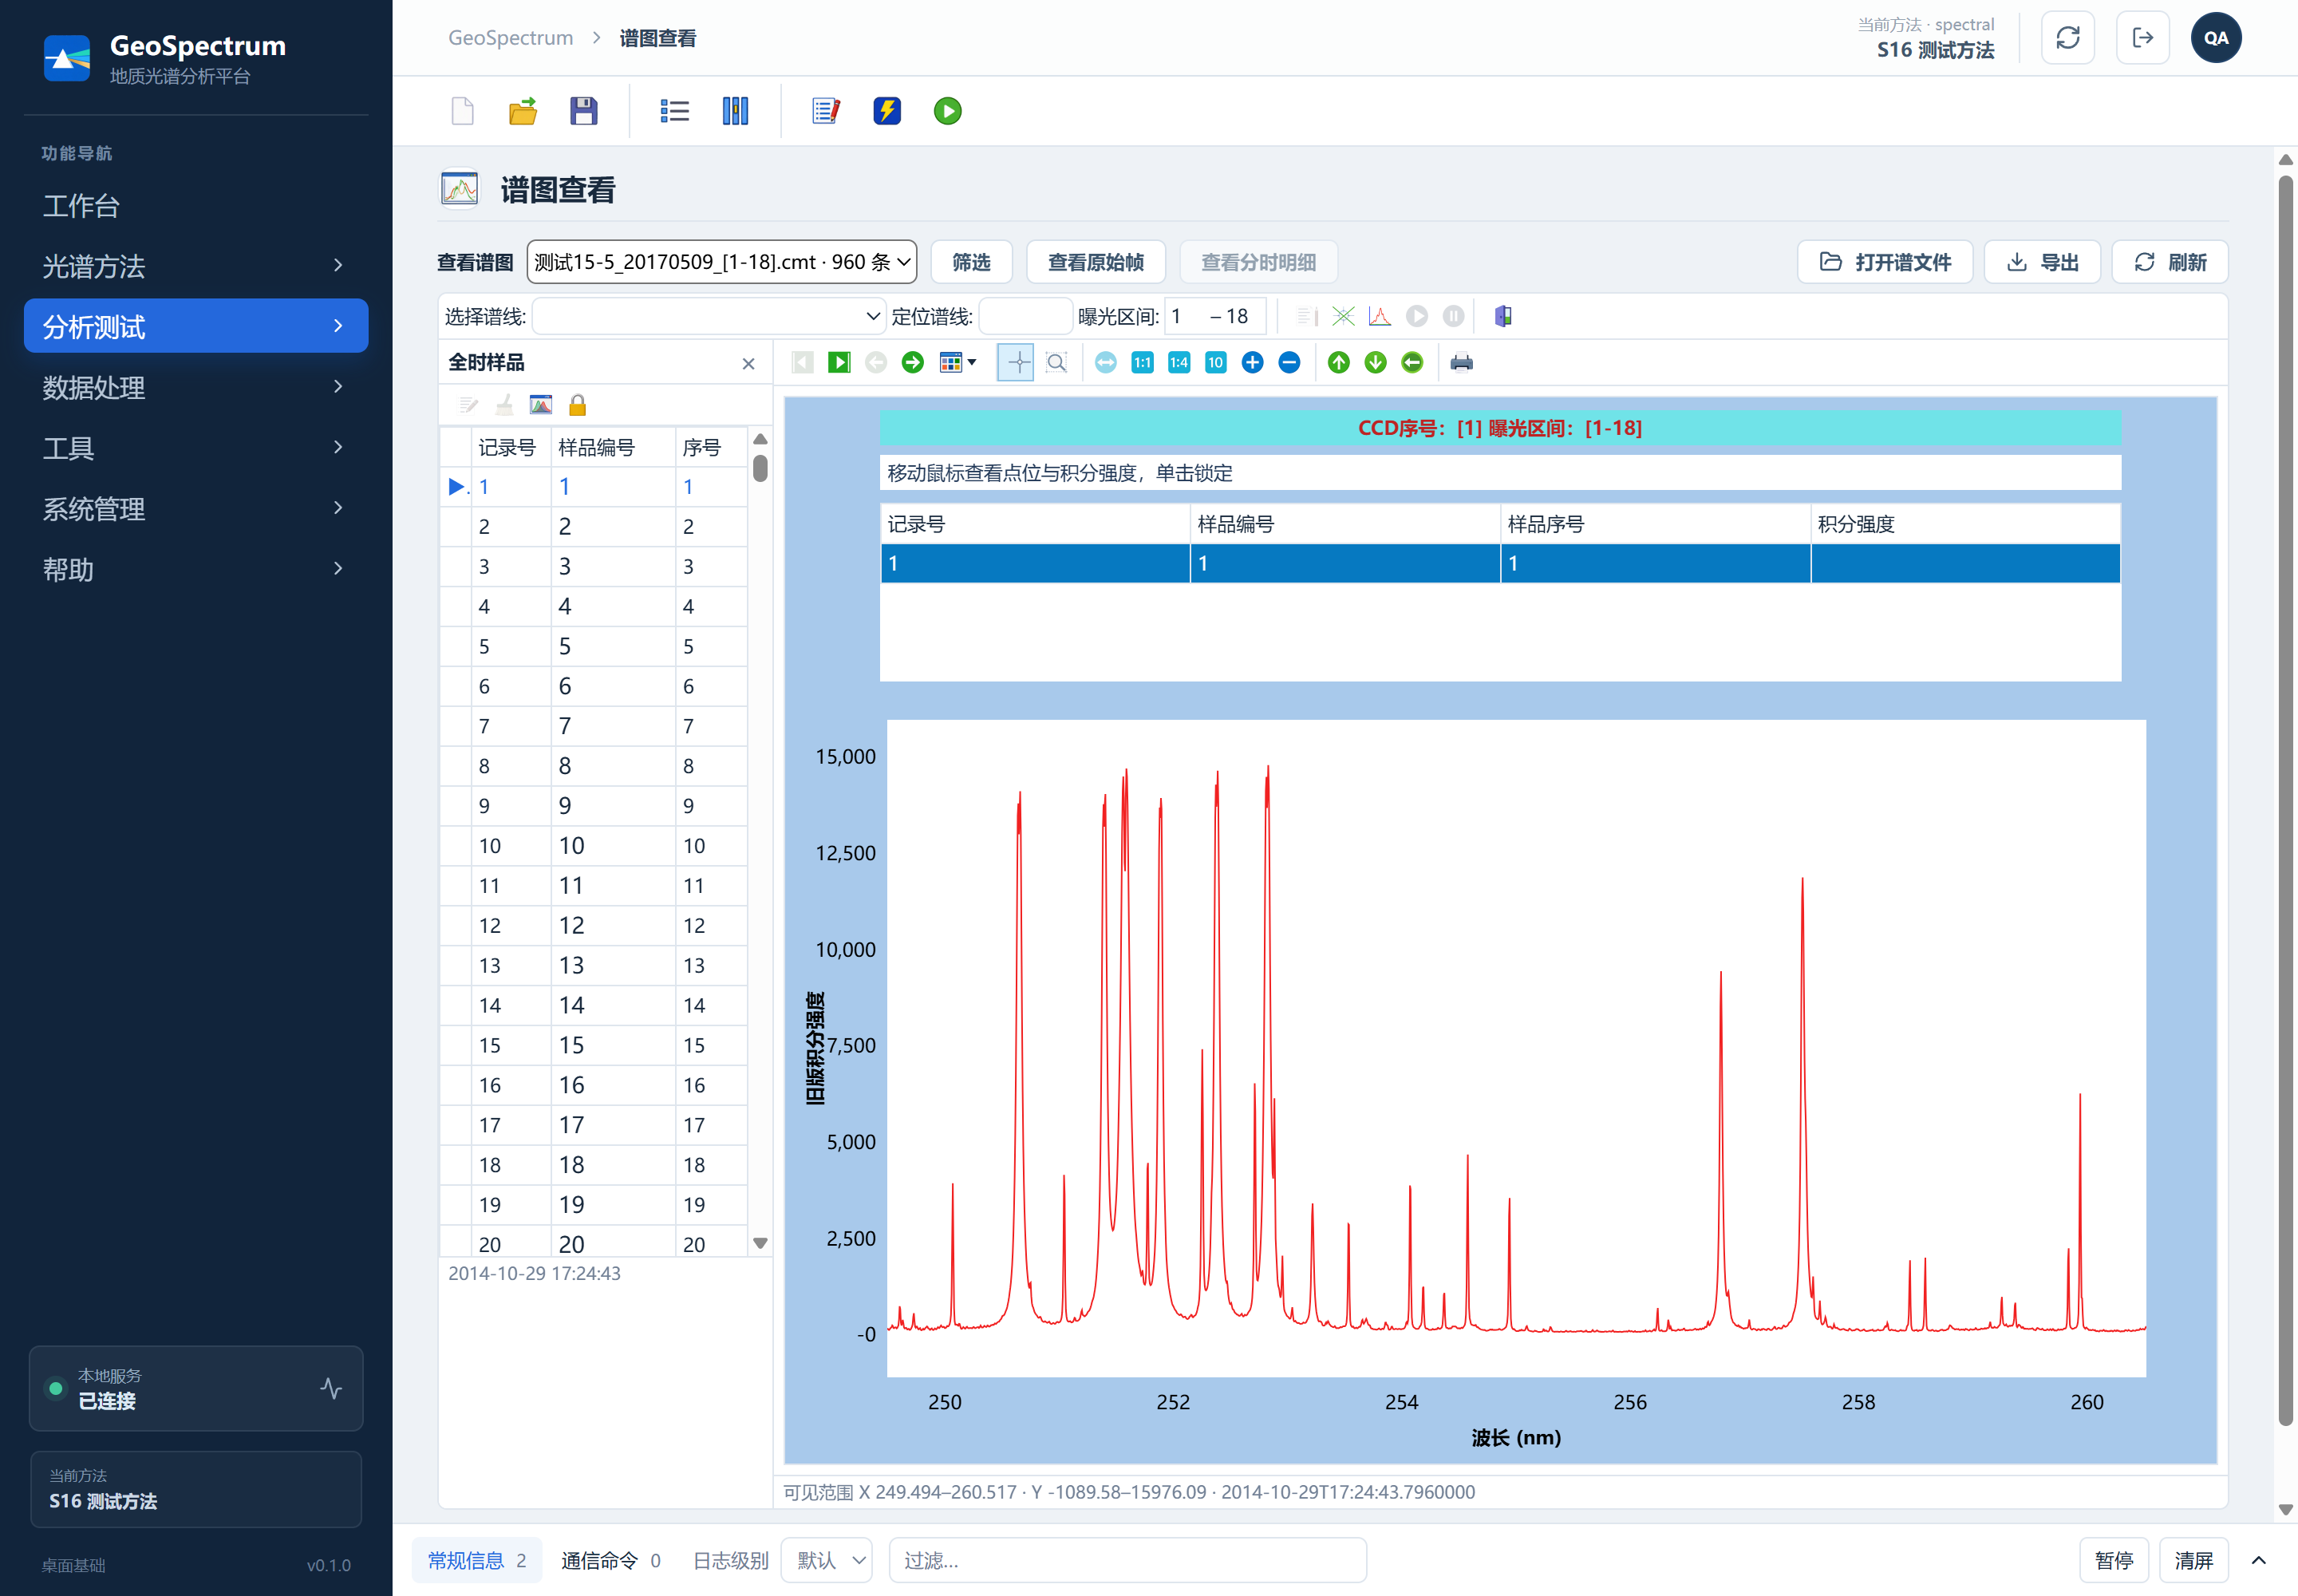 GeoSpectrum
地质光谱分析平台
功能导航
工作台
光谱方法
分析测试
数据处理
工具
系统管理
帮助
本地服务
已连接
当前方法
S16 测试方法
桌面基础 v0.1.0
GeoSpectrum > 谱图查看
当前方法 · spectral
S16 测试方法
QA
谱图查看
查看谱图 测试15-5_20170509_[1-18].cmt · 960 条 筛选 查看原始帧 查看分时明细 打开谱文件 导出 刷新
选择谱线: 定位谱线: 曝光区间: 1 – 18
全时样品
1:1 1:4 10
记录号 样品编号 序号
1 1 1
2 2 2
3 3 3
4 4 4
5 5 5
6 6 6
7 7 7
8 8 8
9 9 9
10 10 10
11 11 11
12 12 12
13 13 13
14 14 14
15 15 15
16 16 16
17 17 17
18 18 18
19 19 19
20 20 20
2014-10-29 17:24:43
CCD序号：[1] 曝光区间：[1-18]
移动鼠标查看点位与积分强度，单击锁定
记录号 样品编号 样品序号 积分强度
1 1 1
15,000
12,500
10,000
7,500
5,000
2,500
-0
旧版积分强度
250 252 254 256 258 260
波长 (nm)
可见范围 X 249.494–260.517 · Y -1089.58–15976.09 · 2014-10-29T17:24:43.7960000
常规信息 2 通信命令 0 日志级别 默认 过滤... 暂停 清屏